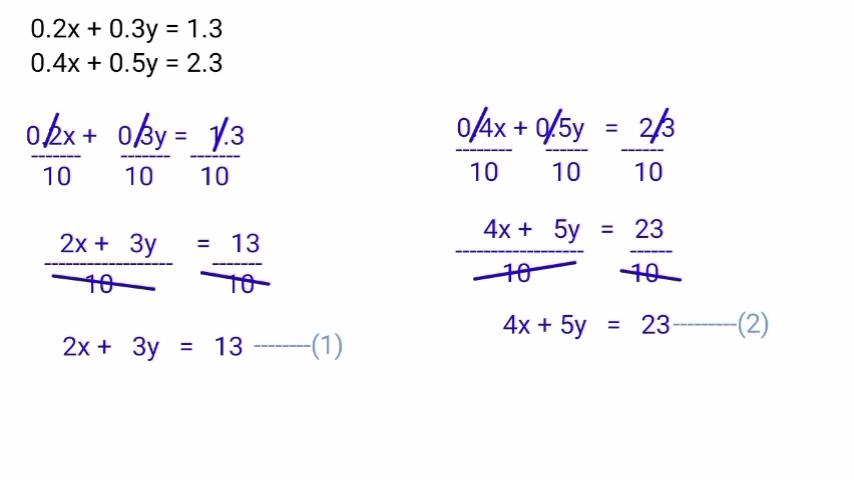 0.2x + 0.3y = 1.3
0.4x + 0.5y = 2.3
0.2x + 0.3y = 1.3
10 10 10
2x + 3y = 13
10 10
2x + 3y = 13 --------(1)
0.4x + 0.5y = 2.3
10 10 10
4x + 5y = 23
10 10
4x + 5y = 23---------(2)